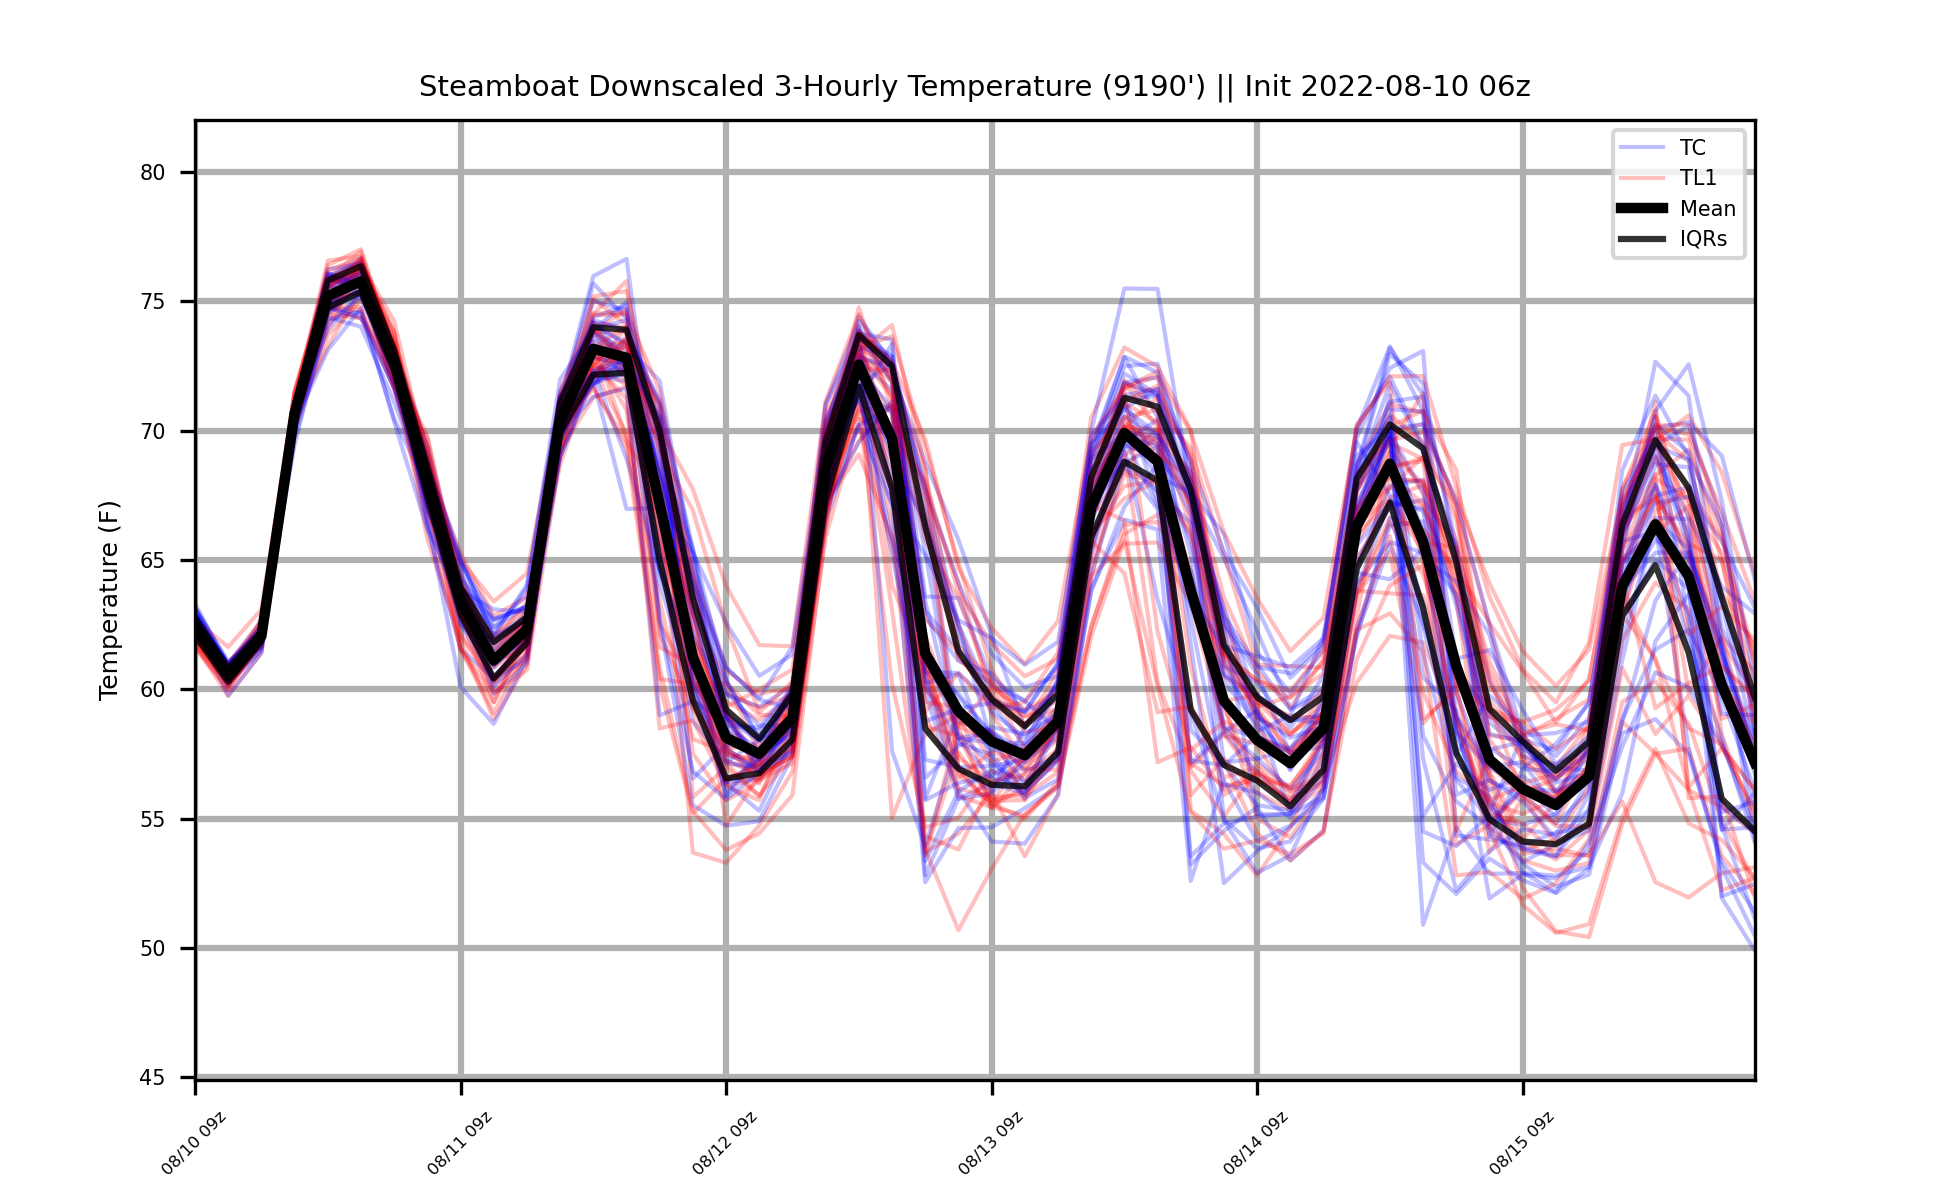 Steamboat Downscaled 3-Hourly Temperature (9190') || Init 2022-08-10 06z
TC
TL1
Mean
IQRs
Temperature (F)
80
75
70
65
60
55
50
45
08/10 09z
08/11 09z
08/12 09z
08/13 09z
08/14 09z
08/15 09z